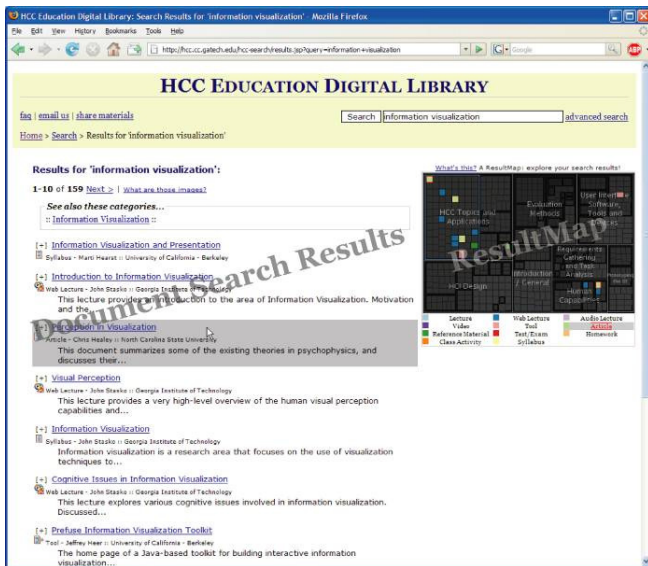 HCC Education Digital Library: Search Results for 'information visualization' - Mozilla Firefox
File Edit View History Bookmarks Tools Help
http://hcc.cc.gatech.edu/hcc-search/results.jsp?query=information+visualization
Google
ABP
HCC EDUCATION DIGITAL LIBRARY
faq | email us | share materials
Search information visualization advanced search
Home > Search > Results for 'information visualization'
Results for 'information visualization':
What's this? A ResultMap: explore your search results!
1-10 of 159 Next > | What are those images?
See also these categories...
:: Information Visualization ::
[+] Information Visualization and Presentation
Syllabus - Marti Hearst :: University of California - Berkeley
[+] Introduction to Information Visualization
Web Lecture - John Stasko :: Georgia Institute of Technology
This lecture provides an introduction to the area of Information Visualization. Motivation
and the...
Perception in Visualization
Article - Chris Healey :: North Carolina State University
This document summarizes some of the existing theories in psychophysics, and
discusses their...
[+] Visual Perception
Web Lecture - John Stasko :: Georgia Institute of Technology
This lecture provides a very high-level overview of the human visual perception
capabilities and...
[+] Information Visualization
Syllabus - John Stasko :: Georgia Institute of Technology
Information visualization is a research area that focuses on the use of visualization
techniques to...
[+] Cognitive Issues in Information Visualization
Web Lecture - John Stasko :: Georgia Institute of Technology
This lecture explores various cognitive issues involved in information visualization.
Discussed...
[+] Prefuse Information Visualization Toolkit
Tool - Jeffrey Heer :: University of California - Berkeley
The home page of a Java-based toolkit for building interactive information
visualization...
Document Search Results
HCC Topics and
Applications
Evaluation
Methods
User Interface
Software,
Tools and
ResultMap
HCI Design
Introduction
/ General
Requirements
Gathering
and Task
Analysis
Human
Capabilities
Lecture Web Lecture Audio Lecture
Video Tool Article
Reference Material Test/Exam Homework
Class Activity Syllabus